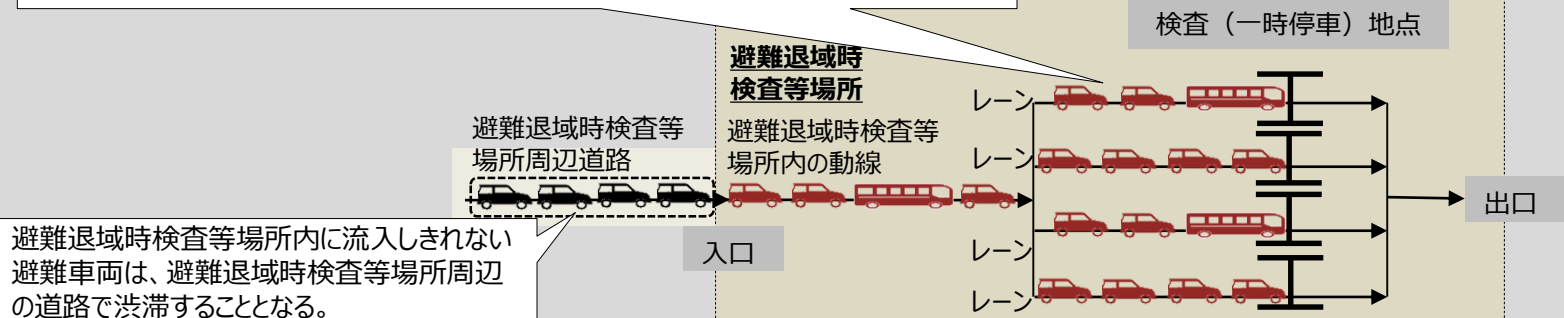 検査（一時停車）地点
避難退域時
検査等場所
避難退域時検査等
場所周辺道路
避難退域時検査等
場所内の動線
レーン
レーン
レーン
レーン
入口
出口
避難退域時検査等場所内に流入しきれない
避難車両は、避難退域時検査等場所周辺
の道路で渋滞することとなる。